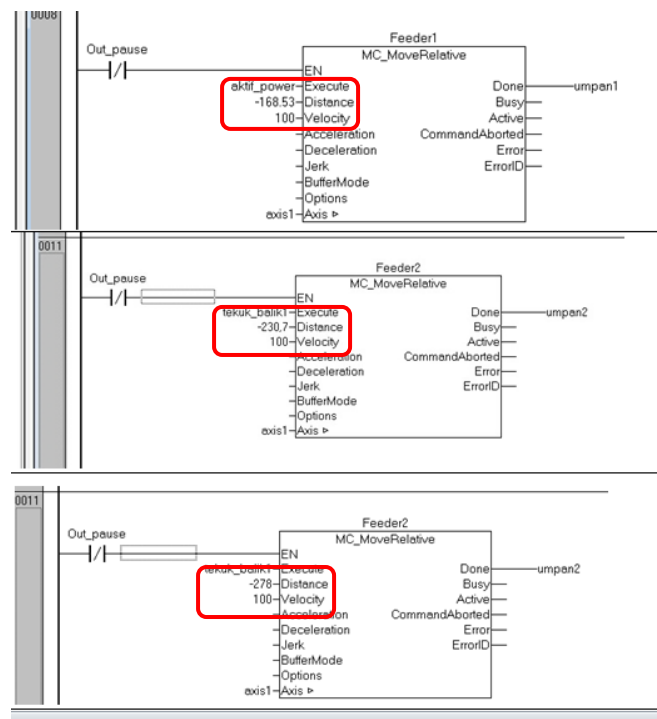 0008
Feeder1
Out_pause
MC_MoveRelative
EN
aktif_power Execute Done umpan1
-168.53 Distance Busy
100 Velocity Active
Acceleration CommandAborted
Deceleration Error
Jerk ErrorID
BufferMode
Options
axis1 Axis
0011
Feeder2
Out_pause
MC_MoveRelative
EN
tekuk_balik1 Execute Done umpan2
-230,7 Distance Busy
100 Velocity Active
Acceleration CommandAborted
Deceleration Error
Jerk ErrorID
BufferMode
Options
axis1 Axis
0011
Feeder2
Out_pause
MC_MoveRelative
EN
tekuk_balik1 Execute Done umpan2
-278 Distance Busy
100 Velocity Active
Acceleration CommandAborted
Deceleration Error
Jerk ErrorID
BufferMode
Options
axis1 Axis